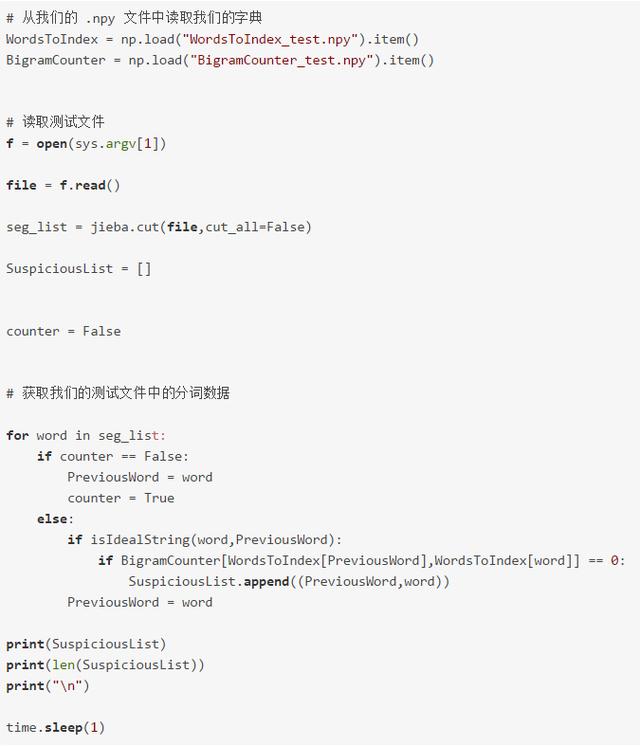 # 从我们的 .npy 文件中读取我们的字典
WordsToIndex = np.load("WordsToIndex_test.npy").item()
BigramCounter = np.load("BigramCounter_test.npy").item()
# 读取测试文件
f = open(sys.argv[1])
file = f.read()
seg_list = jieba.cut(file,cut_all=False)
SuspiciousList = []
counter = False
# 获取我们的测试文件中的分词数据
for word in seg_list:
    if counter == False:
        PreviousWord = word
        counter = True
    else:
        if isIdealString(word,PreviousWord):
            if BigramCounter[WordsToIndex[PreviousWord],WordsToIndex[word]] == 0:
                SuspiciousList.append((PreviousWord,word))
        PreviousWord = word
print(SuspiciousList)
print(len(SuspiciousList))
print("\n")
time.sleep(1)